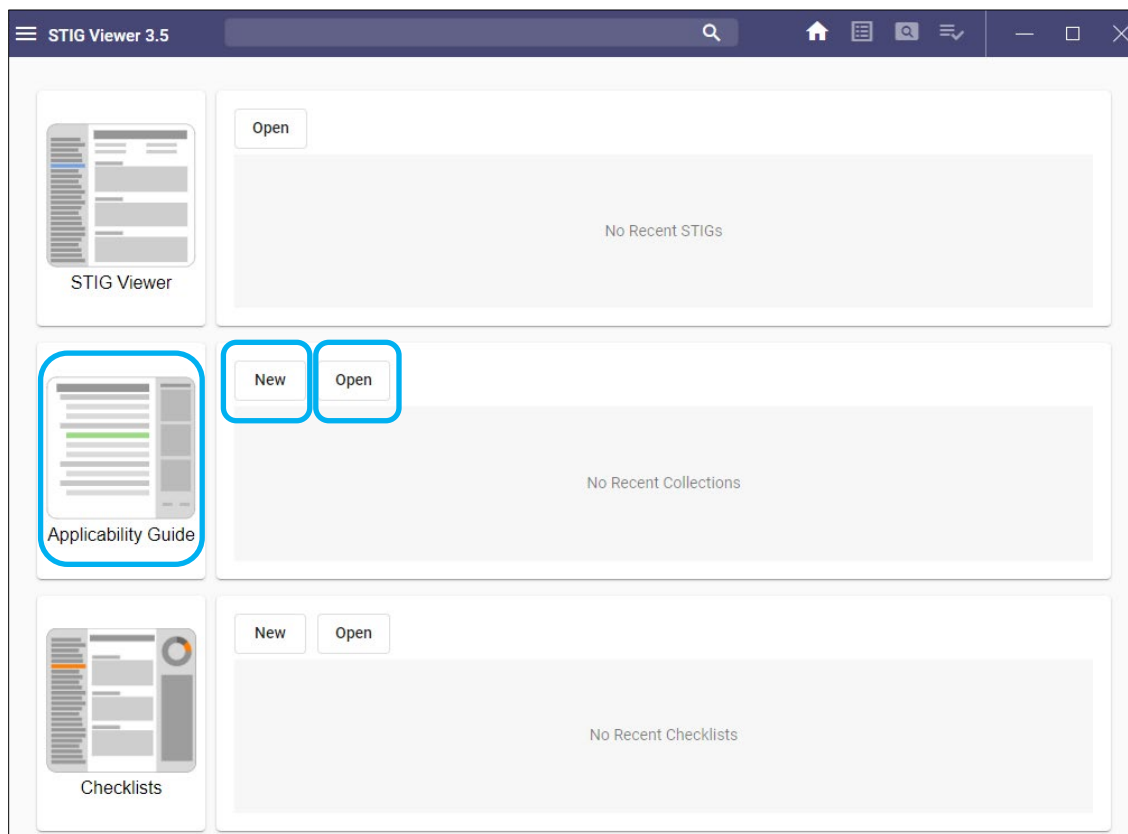 STIG Viewer 3.5
Open
No Recent STIGs
STIG Viewer
New Open
No Recent Collections
Applicability Guide
New Open
No Recent Checklists
Checklists